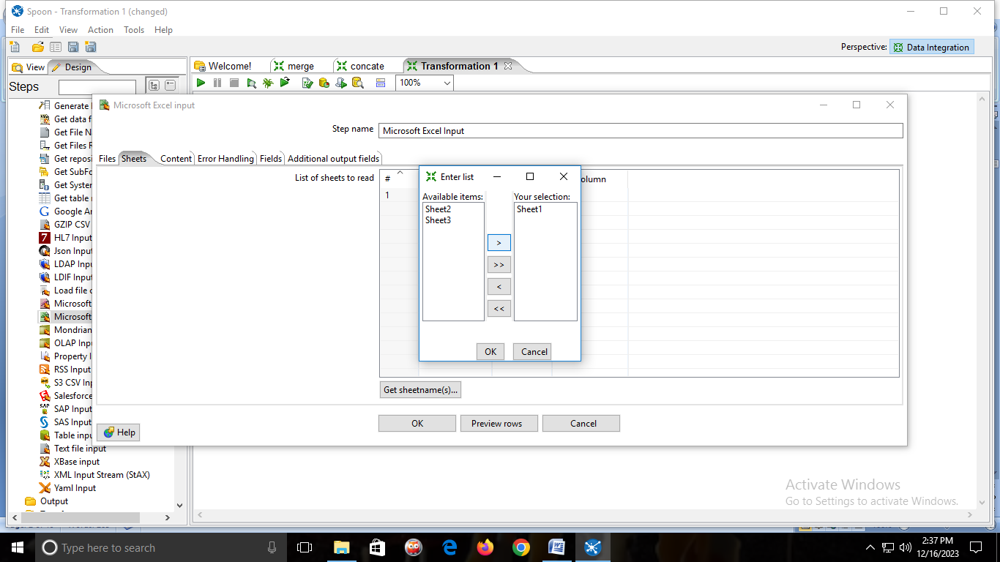 Spoon - Transformation 1 (changed)
File Edit View Action Tools Help
Perspective: Data Integration
View Design
Welcome! merge concate Transformation 1
Steps
100%
Generate
Get data f
Get File N
Get Files R
Get reposi
Get SubFo
Get System
Get table
Google An
GZIP CSV
HL7 Input
Json Input
LDAP Inpu
LDIF Input
Load file
Microsoft
Microsoft
Mondrian
OLAP Inpu
Property I
RSS Input
S3 CSV Inp
Salesforce
SAP Input
SAS Input
Table input
Text file input
XBase input
XML Input Stream (StAX)
Yaml Input
Output
Microsoft Excel input
Step name Microsoft Excel Input
Files Sheets Content Error Handling Fields Additional output fields
List of sheets to read
# olumn
1
Enter list
Available items: Your selection:
Sheet2 Sheet1
Sheet3
>
>>
<
<<
OK Cancel
Get sheetname(s)...
OK Preview rows Cancel
Help
Activate Windows
Go to Settings to activate Windows.
Type here to search
2:37 PM
12/16/2023